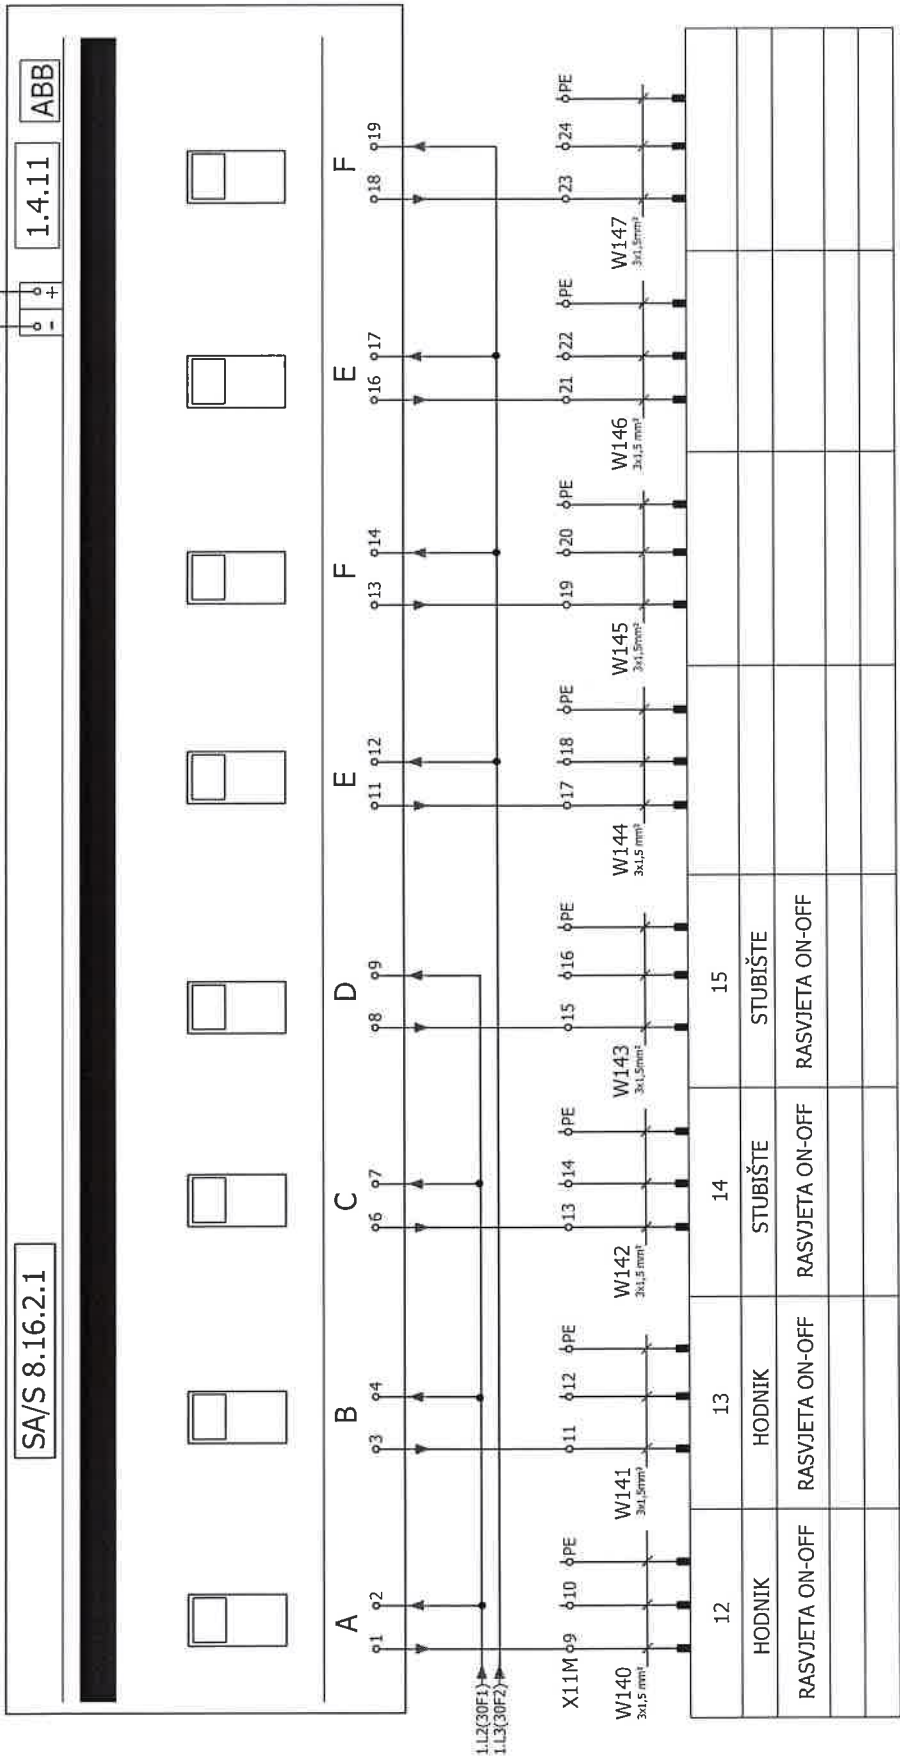 SA/S 8.16.2.1
- +
1.4.11
ABB
A B C D E F E F
1 2 3 4 6 7 8 9 11 12 13 14 16 17 18 19
1.L2(30F1)
1.L3(30F2)
X11M 9 10 PE 11 12 PE 13 14 PE 15 16 PE 17 18 PE 19 20 PE 21 22 PE 23 24 PE
W140 W141 W142 W143 W144 W145 W146 W147
3x1,5 mm² 3x1,5mm² 3x1,5 mm² 3x1,5mm² 3x1,5 mm² 3x1,5mm² 3x1,5 mm² 3x1,5mm²
12 13 14 15
HODNIK HODNIK STUBIŠTE STUBIŠTE
RASVJETA ON-OFF RASVJETA ON-OFF RASVJETA ON-OFF RASVJETA ON-OFF